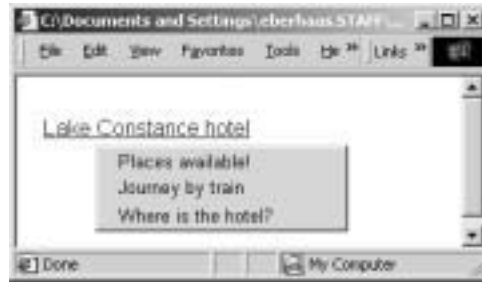 C:\Documents and Settings\eberhaus.STAFF\...
File Edit View Favorites Tools He » Links »
Lake Constance hotel
Places available!
Journey by train
Where is the hotel?
Done My Computer